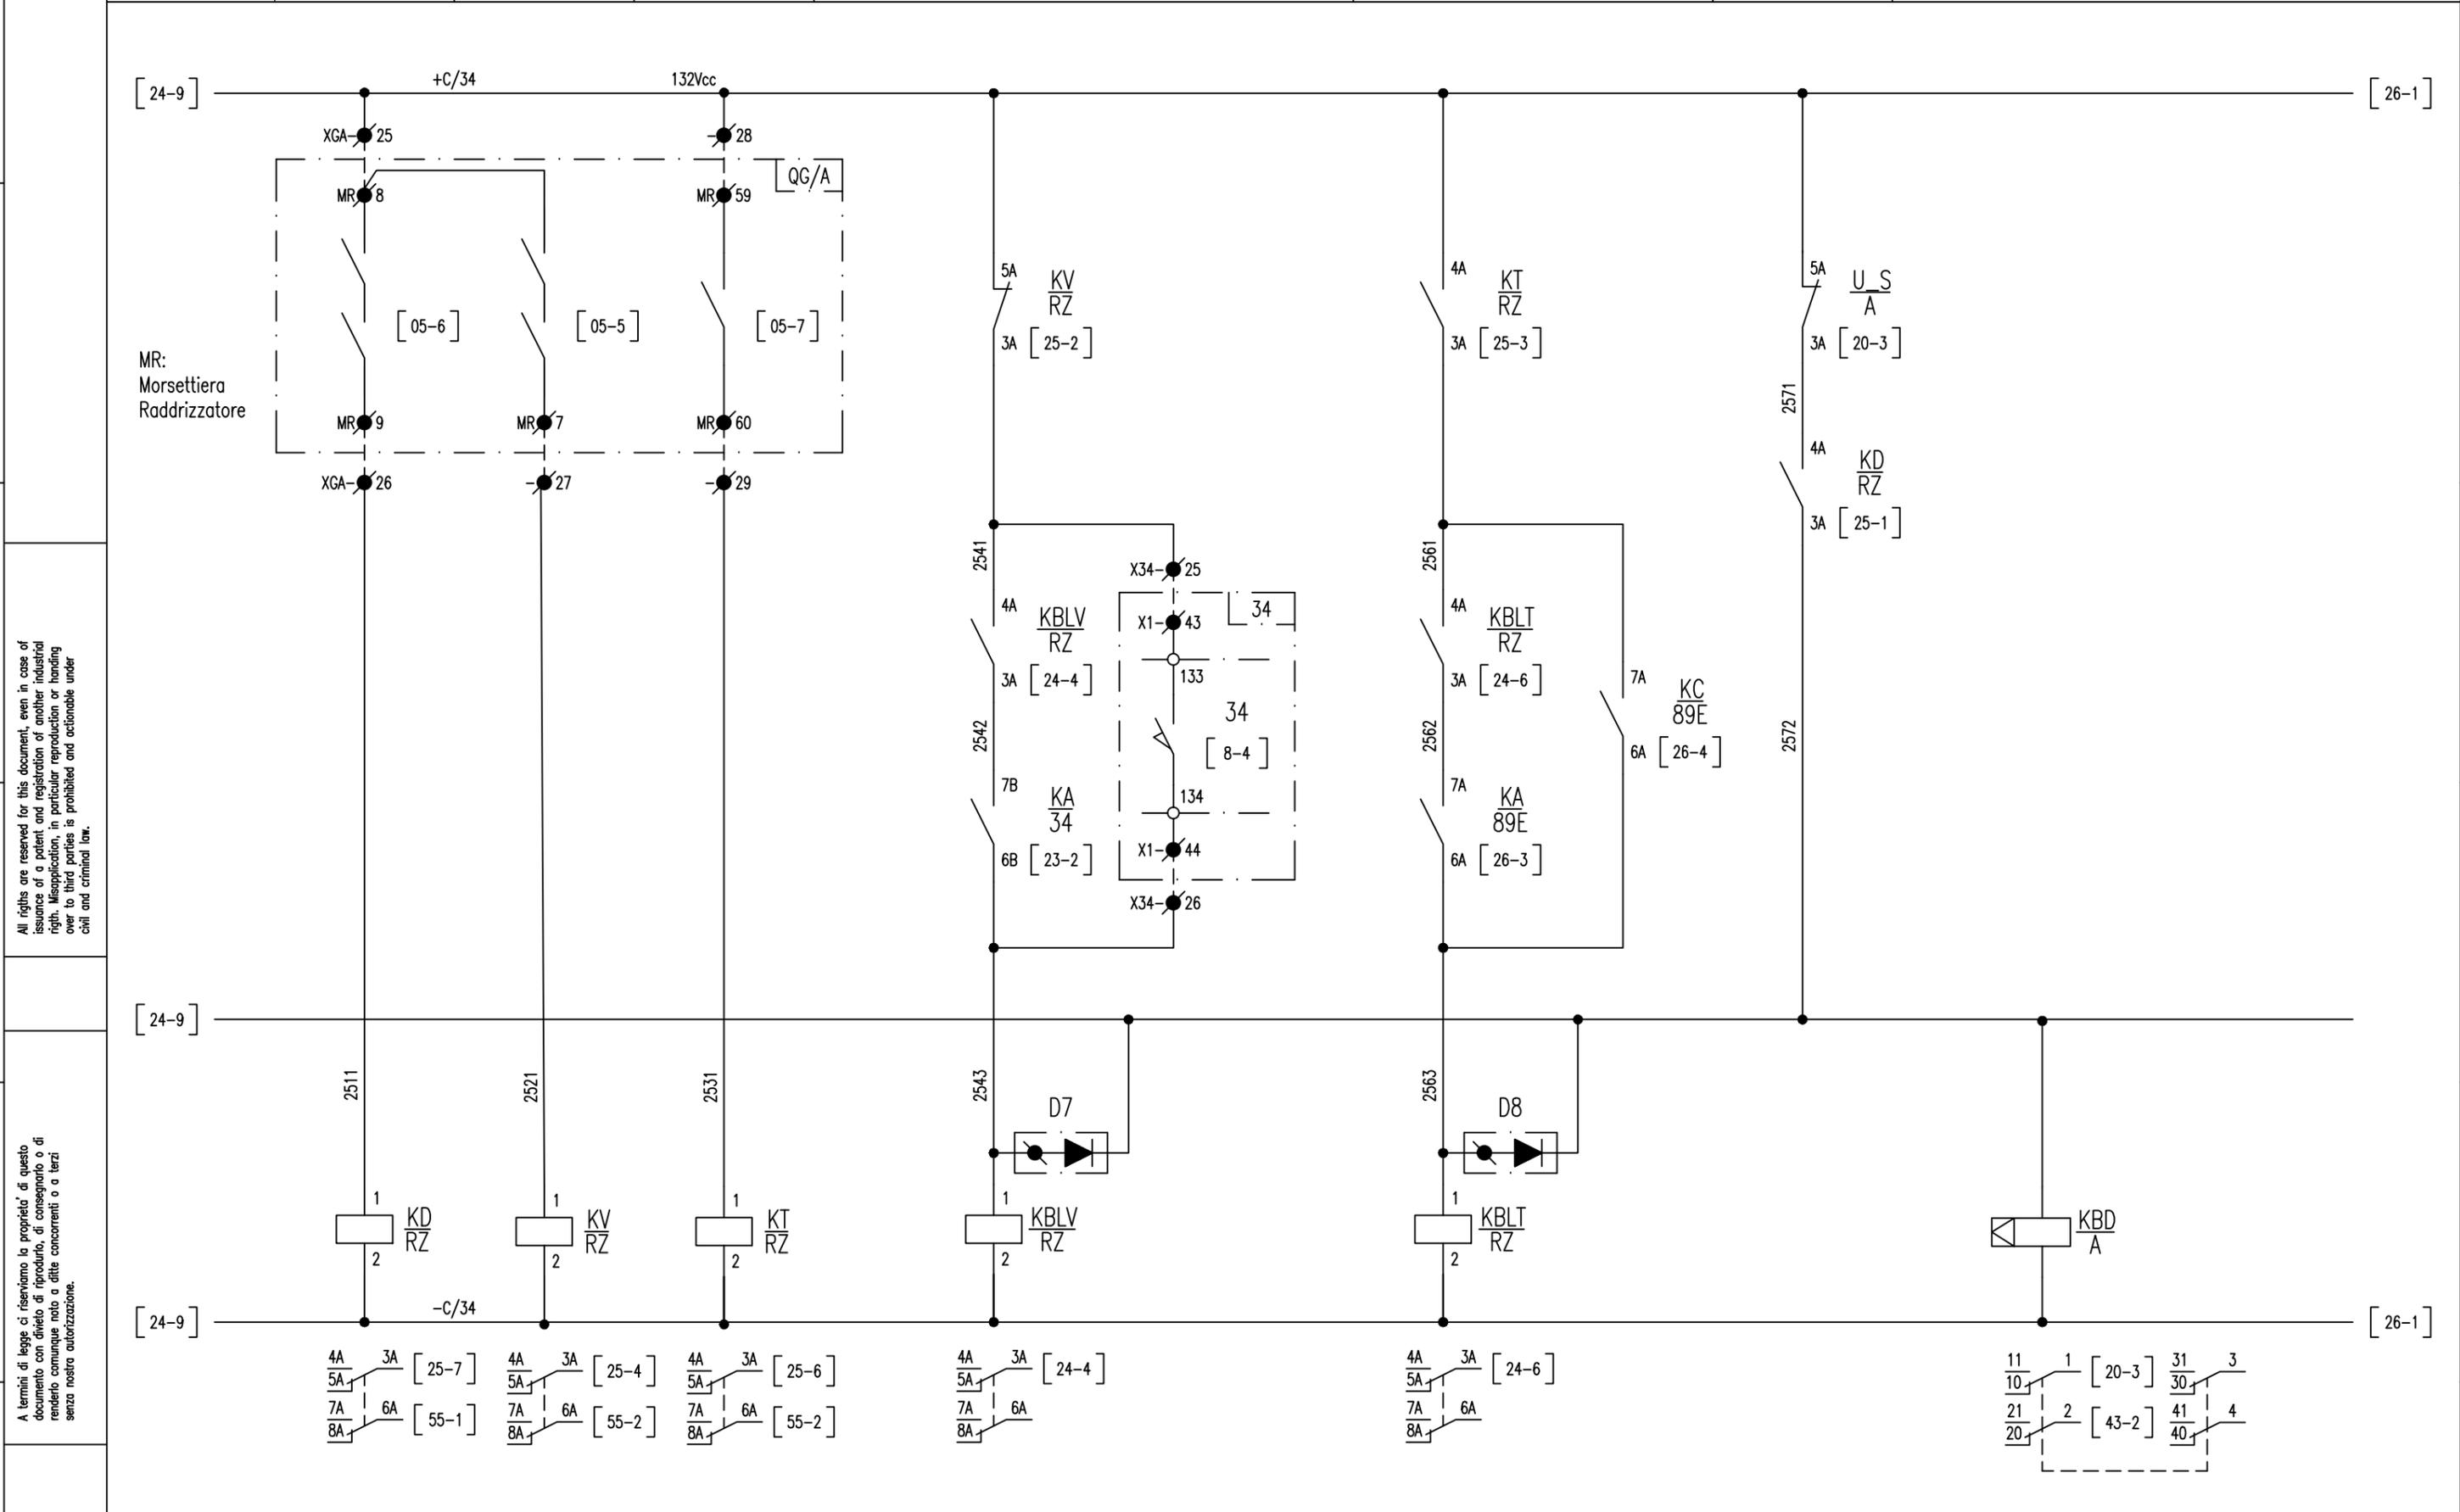 +C/34
132Vcc
24-9
26-1
XGA- 25
- 28
QG/A
MR 8
MR 59
05-6
05-5
05-7
MR:
Morsettiera
Raddrizzatore
MR 9
MR 7
MR 60
XGA- 26
- 27
- 29
5A
KV
RZ
3A
25-2
4A
KT
RZ
3A
25-3
5A
U_S
A
3A
20-3
2571
4A
KD
RZ
3A
25-1
2541
X34- 25
34
X1- 43
133
4A
KBLV
RZ
3A
24-4
34
8-4
2542
7B
KA
34
6B
23-2
134
X1- 44
X34- 26
2561
4A
KBLT
RZ
3A
24-6
2562
7A
KC
89E
6A
26-4
7A
KA
89E
6A
26-3
2572
24-9
2511
2521
2531
2543
2563
D7
D8
1
KD
RZ
2
1
KV
RZ
2
1
KT
RZ
2
1
KBLV
RZ
2
1
KBLT
RZ
2
KBD
A
-C/34
24-9
26-1
4A 3A
5A
25-7
7A 6A
8A
55-1
4A 3A
5A
25-4
7A 6A
8A
55-2
4A 3A
5A
25-6
7A 6A
8A
55-2
4A 3A
5A
24-4
7A 6A
8A
4A 3A
5A
24-6
7A 6A
8A
11 1
10
20-3
31 3
30
21 2
20
43-2
41 4
40
All rigths are reserved for this document, even in case of
issuance of a patent and registration of another industrial
rigth. Misapplication, in particular reproduction or handing
over to third parties is prohibited and actionable under
civil and criminal law.
A termini di legge ci riserviamo la proprieta' di questo
documento con divieto di riprodurlo, di consegnarlo o di
renderlo comunque noto a ditte concorrenti o a terzi
senza nostra autorizzazione.